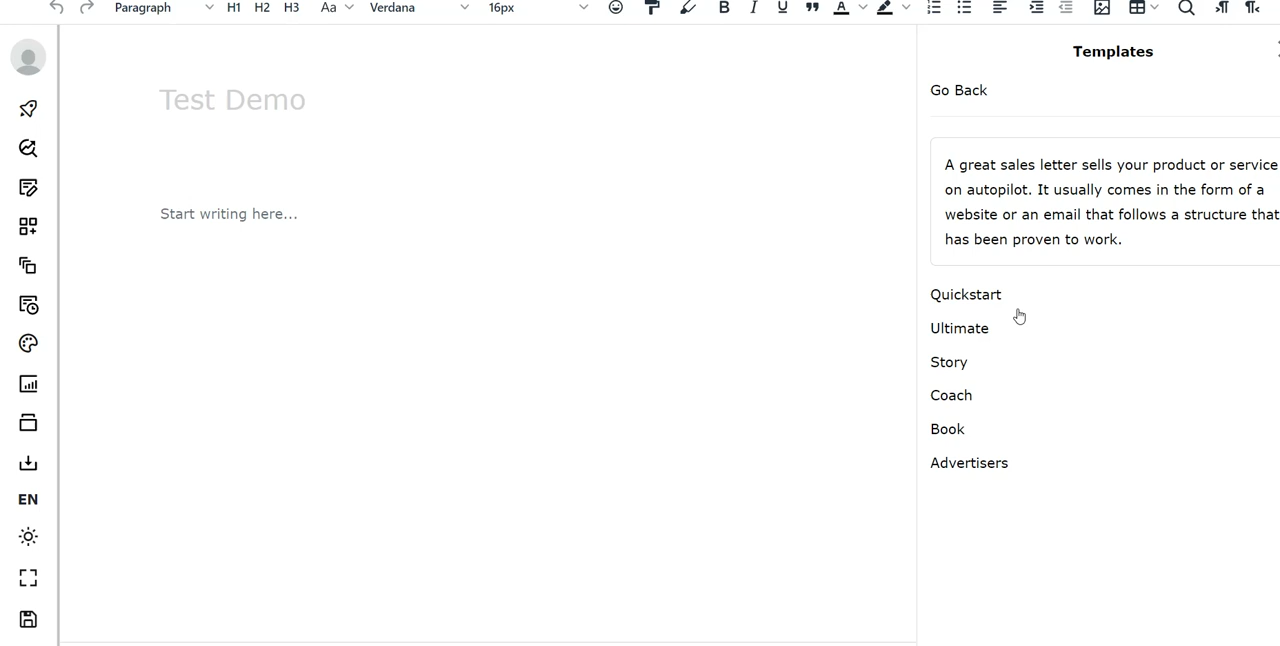 Paragraph H1 H2 H3 Aa Verdana 16px B I U A
Templates
Go Back
Test Demo
A great sales letter sells your product or service
on autopilot. It usually comes in the form of a
website or an email that follows a structure that
has been proven to work.
Start writing here...
Quickstart
Ultimate
Story
Coach
Book
Advertisers
EN